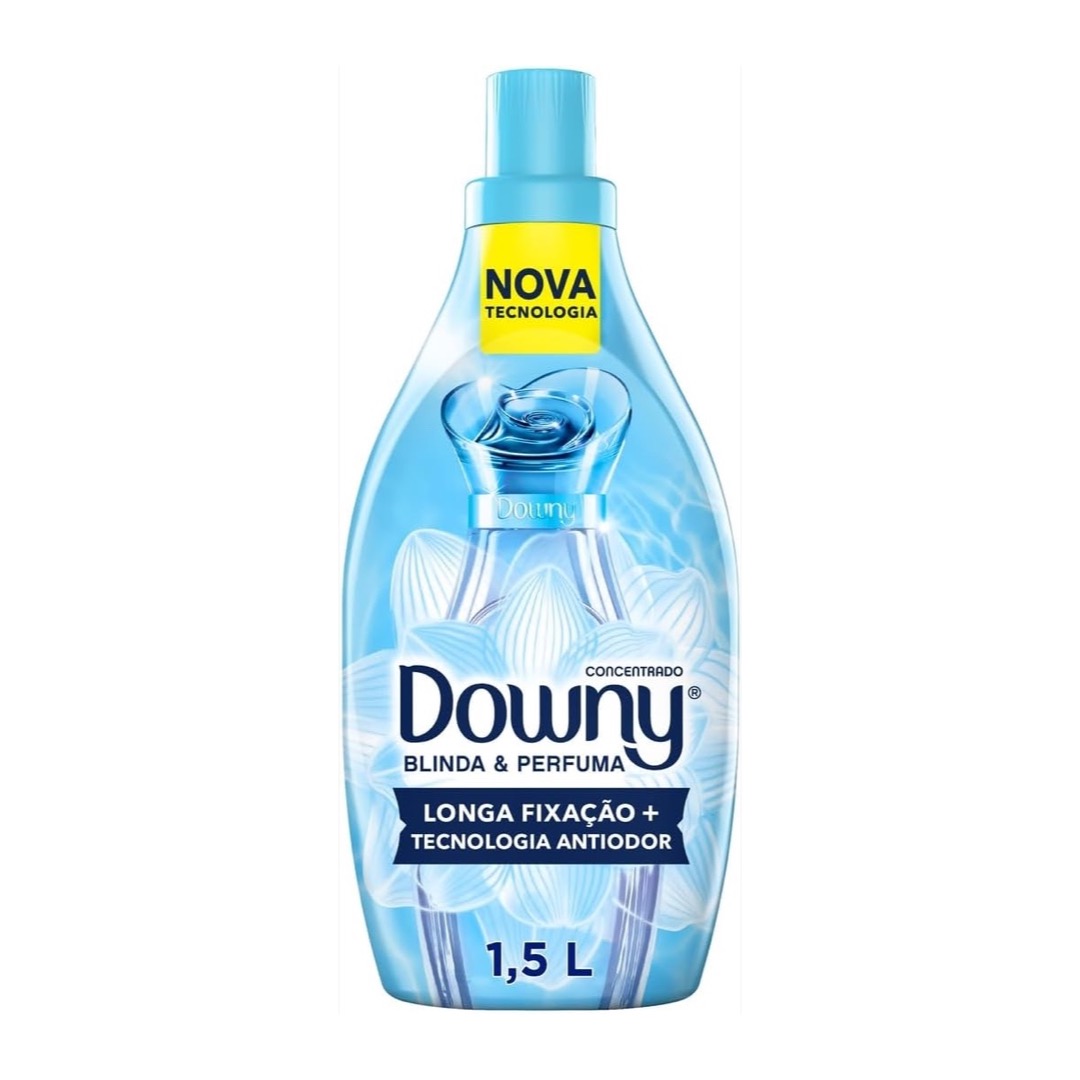 NOVA
TECNOLOGIA
Downy
CONCENTRADO
Downy®
BLINDA & PERFUMA
LONGA FIXAÇÃO +
TECNOLOGIA ANTIODOR
1,5 L